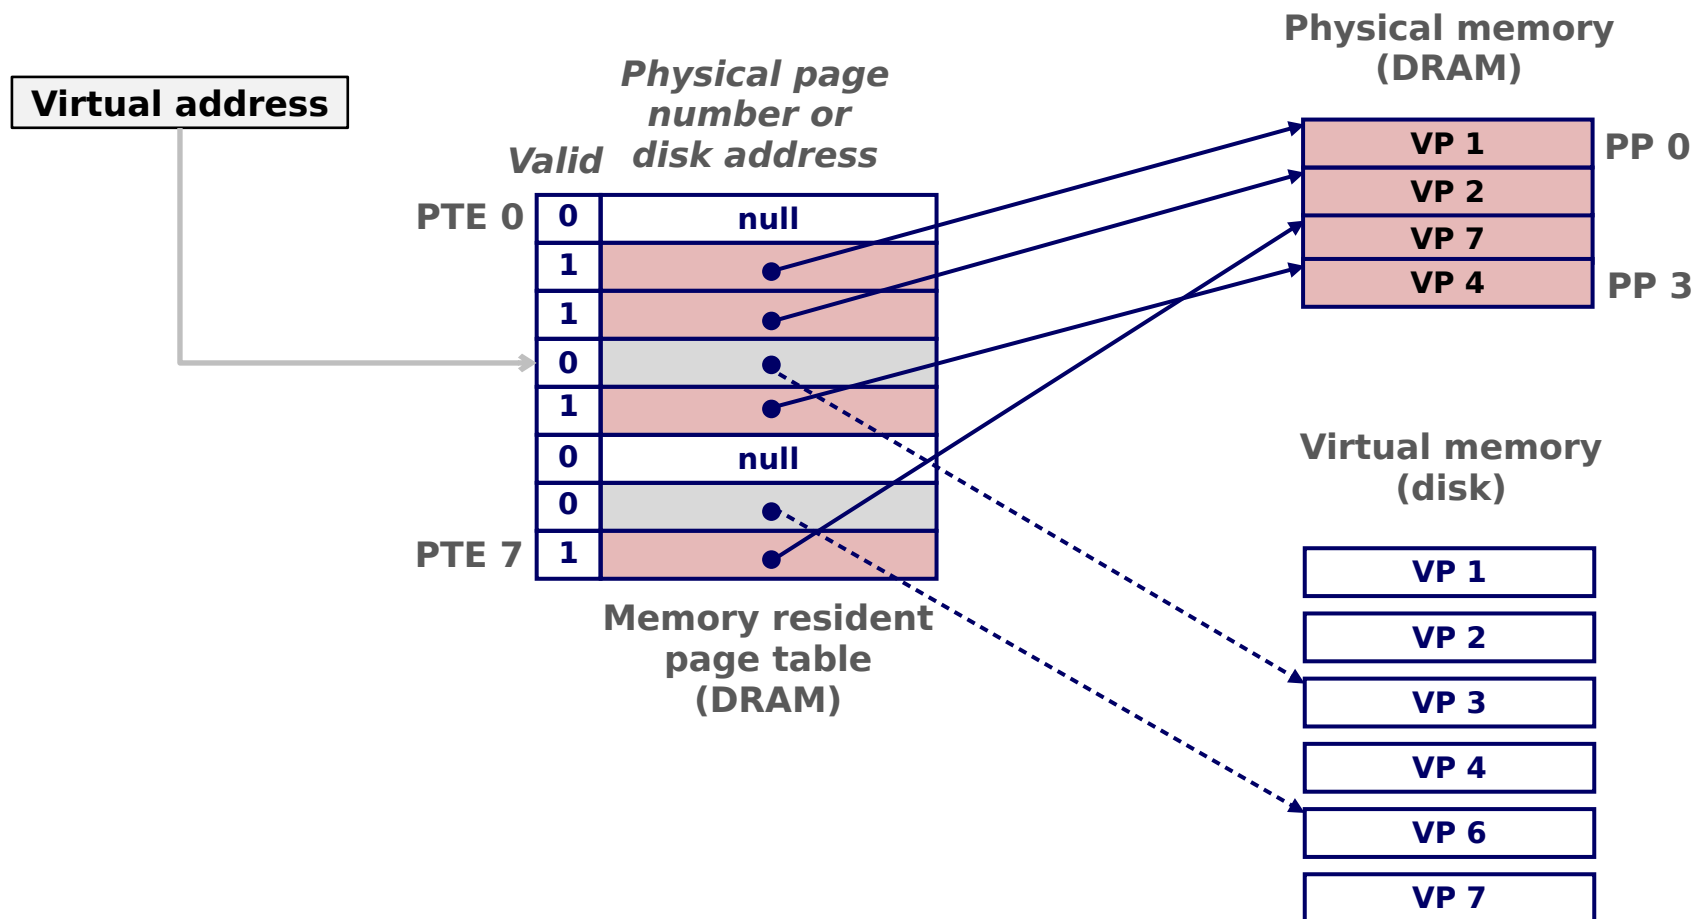 Physical memory
(DRAM)
Virtual address
Physical page
number or
disk address
Valid
VP 1
PP 0
VP 2
VP 7
VP 4
PP 3
PTE 0
0
null
1
1
0
1
0
null
0
PTE 7
1
Memory resident
page table
(DRAM)
Virtual memory
(disk)
VP 1
VP 2
VP 3
VP 4
VP 6
VP 7